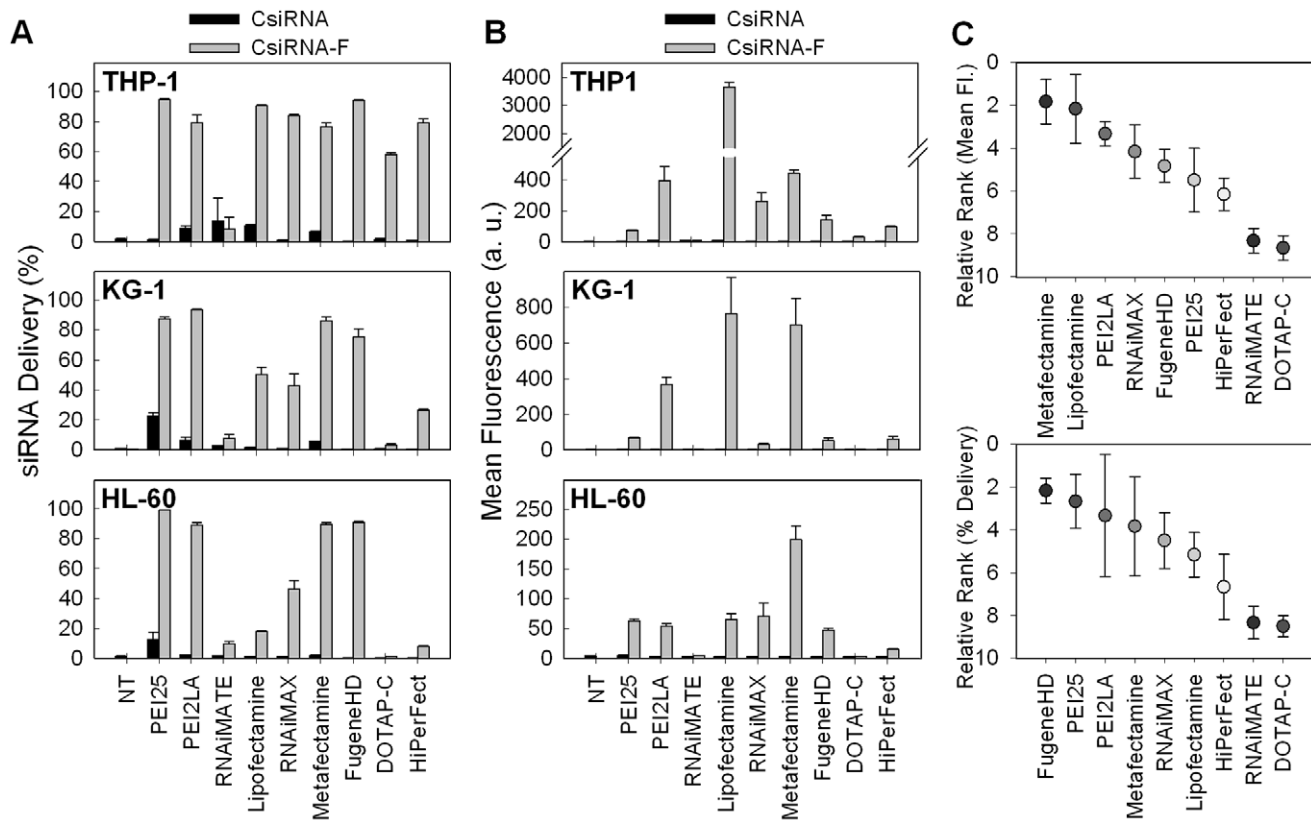 A
CsiRNA
CsiRNA-F
THP-1
100
80
60
40
20
0
KG-1
100
80
60
40
20
0
HL-60
100
80
60
40
20
0
siRNA Delivery (%)
NT
PEI25
PEI2LA
RNAiMATE
Lipofectamine
RNAiMAX
Metafectamine
FugeneHD
DOTAP-C
HiPerFect
B
CsiRNA
CsiRNA-F
THP1
4000
3000
2000
400
200
0
KG-1
800
600
400
200
0
HL-60
250
200
150
100
50
0
Mean Fluorescence (a. u.)
NT
PEI25
PEI2LA
RNAiMATE
Lipofectamine
RNAiMAX
Metafectamine
FugeneHD
DOTAP-C
HiPerFect
C
0
2
4
6
8
10
Relative Rank (Mean Fl.)
Metafectamine
Lipofectamine
PEI2LA
RNAiMAX
FugeneHD
PEI25
HiPerFect
RNAiMATE
DOTAP-C
0
2
4
6
8
10
Relative Rank (% Delivery)
FugeneHD
PEI25
PEI2LA
Metafectamine
RNAiMAX
Lipofectamine
HiPerFect
RNAiMATE
DOTAP-C